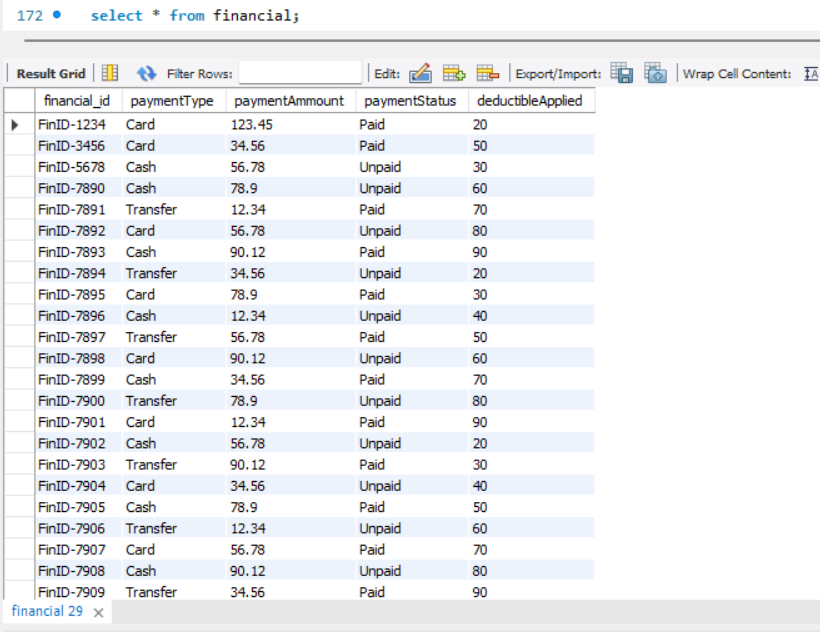 172 select * from financial;
Result Grid Filter Rows: Edit: Export/Import: Wrap Cell Content:
financial_id paymentType paymentAmmount paymentStatus deductibleApplied
FinID-1234 Card 123.45 Paid 20
FinID-3456 Card 34.56 Paid 50
FinID-5678 Cash 56.78 Unpaid 30
FinID-7890 Cash 78.9 Unpaid 60
FinID-7891 Transfer 12.34 Paid 70
FinID-7892 Card 56.78 Unpaid 80
FinID-7893 Cash 90.12 Paid 90
FinID-7894 Transfer 34.56 Unpaid 20
FinID-7895 Card 78.9 Paid 30
FinID-7896 Cash 12.34 Unpaid 40
FinID-7897 Transfer 56.78 Paid 50
FinID-7898 Card 90.12 Unpaid 60
FinID-7899 Cash 34.56 Paid 70
FinID-7900 Transfer 78.9 Unpaid 80
FinID-7901 Card 12.34 Paid 90
FinID-7902 Cash 56.78 Unpaid 20
FinID-7903 Transfer 90.12 Paid 30
FinID-7904 Card 34.56 Unpaid 40
FinID-7905 Cash 78.9 Paid 50
FinID-7906 Transfer 12.34 Unpaid 60
FinID-7907 Card 56.78 Paid 70
FinID-7908 Cash 90.12 Unpaid 80
FinID-7909 Transfer 34.56 Paid 90
financial 29